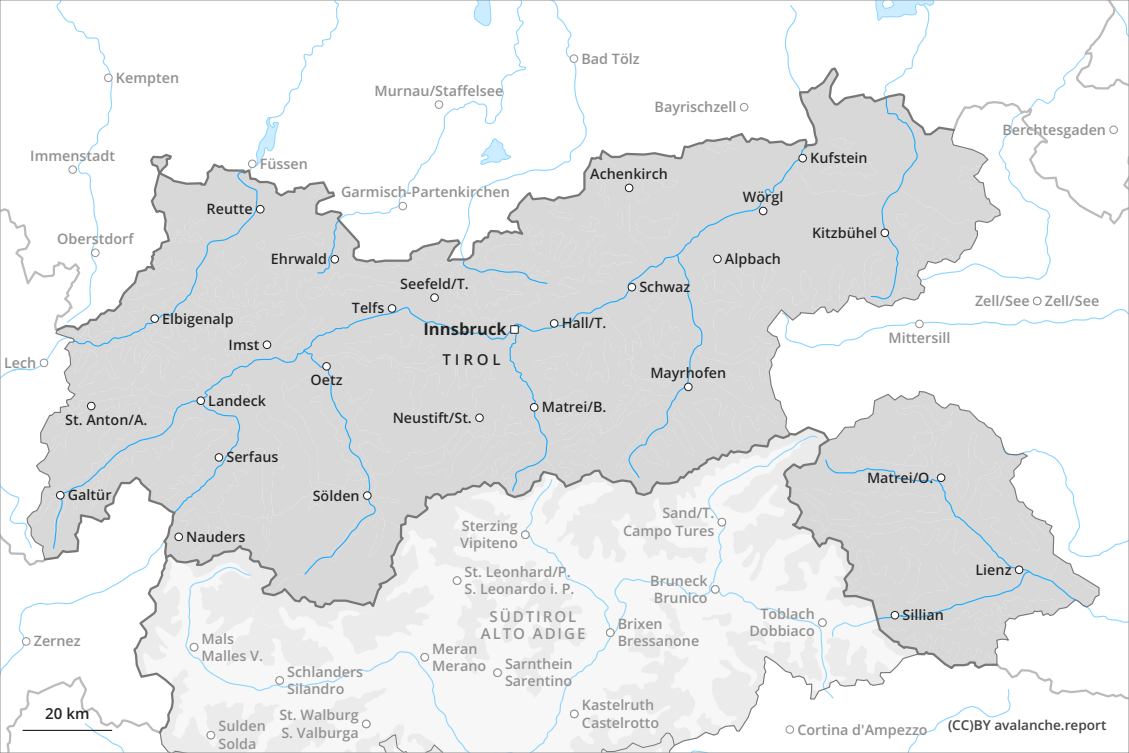 Kempten
Bad Tölz
Murnau/Staffelsee
Bayrischzell
Berchtesgaden
Immenstadt
Füssen
Kufstein
Achenkirch
Garmisch-Partenkirchen
Wörgl
Reutte
Kitzbühel
Oberstdorf
Ehrwald
Alpbach
Seefeld/T.
Schwaz
Zell/See
Zell/See
Telfs
Elbigenalp
Innsbruck
Hall/T.
Mittersill
Imst
TIROL
Lech
Oetz
Mayrhofen
Landeck
Matrei/B.
St. Anton/A.
Neustift/St.
Serfaus
Matrei/O.
Galtür
Sölden
Sand/T.
Campo Tures
Sterzing
Vipiteno
Nauders
St. Leonhard/P.
S. Leonardo i. P.
Lienz
Bruneck
Brunico
SÜDTIROL
ALTO ADIGE
Sillian
Toblach
Dobbiaco
Brixen
Bressanone
Zernez
Mals
Malles V.
Meran
Merano
Sarnthein
Sarentino
Schlanders
Silandro
20 km
St. Walburg
S. Valburga
Kastelruth
Castelrotto
Sulden
Solda
Cortina d'Ampezzo
(CC)BY avalanche.report